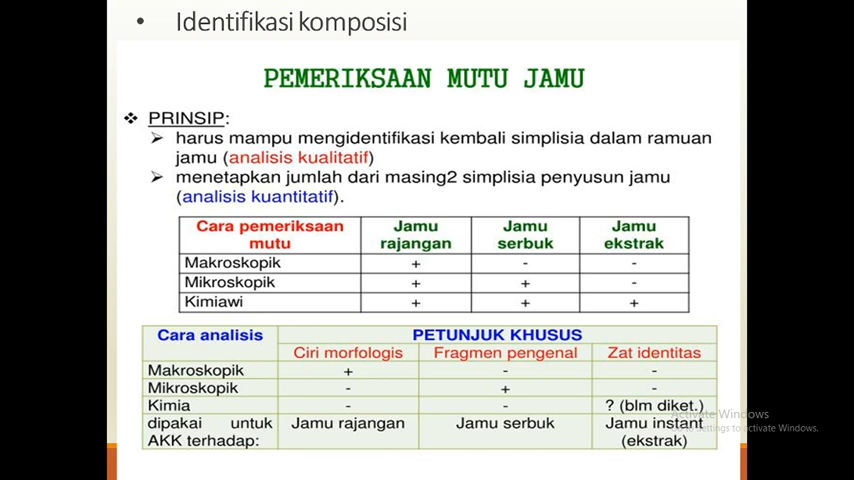 • Identifikasi komposisi
PEMERIKSAAN MUTU JAMU
❖ PRINSIP:
➢ harus mampu mengidentifikasi kembali simplisia dalam ramuan
jamu (analisis kualitatif)
➢ menetapkan jumlah dari masing2 simplisia penyusun jamu
(analisis kuantitatif).
Cara pemeriksaan mutu | Jamu rajangan | Jamu serbuk | Jamu ekstrak
Makroskopik | + | - | -
Mikroskopik | + | + | -
Kimiawi | + | + | +
Cara analisis | PETUNJUK KHUSUS
Ciri morfologis | Fragmen pengenal | Zat identitas
Makroskopik | + | - | -
Mikroskopik | - | + | -
Kimia | - | - | ? (blm diket.)
dipakai untuk AKK terhadap: | Jamu rajangan | Jamu serbuk | Jamu instant (ekstrak)
Activate Windows
to Settings to activate Windows.